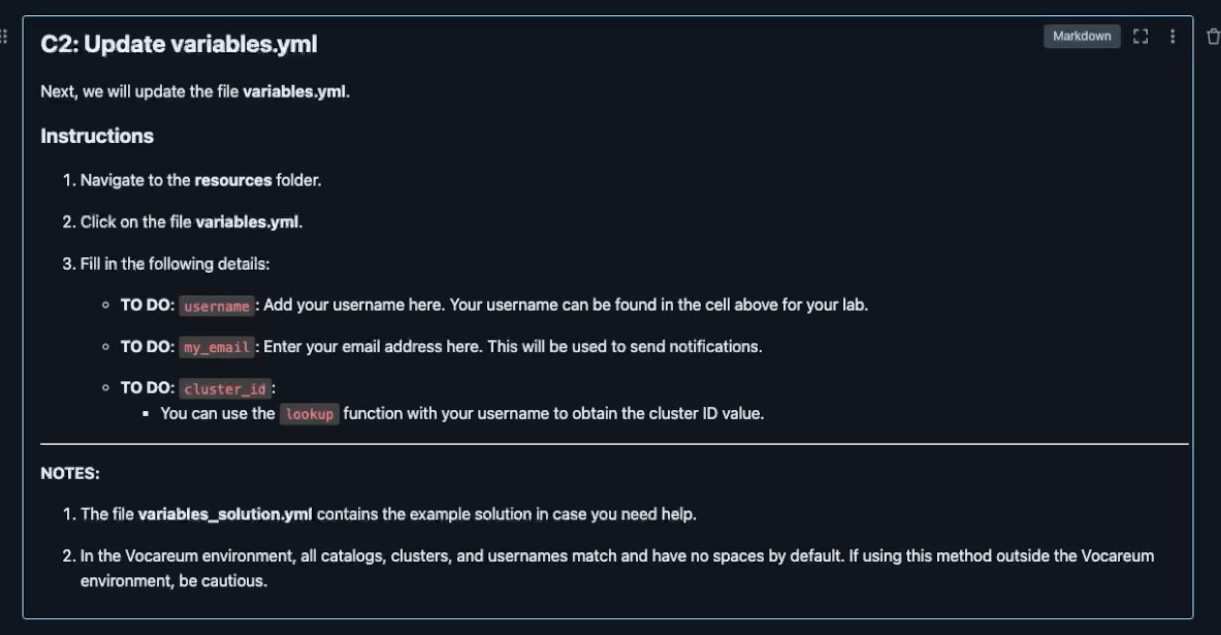 C2: Update variables.yml
Markdown
Next, we will update the file variables.yml.
Instructions
1. Navigate to the resources folder.
2. Click on the file variables.yml.
3. Fill in the following details:
TO DO: username: Add your username here. Your username can be found in the cell above for your lab.
TO DO: my_email: Enter your email address here. This will be used to send notifications.
TO DO: cluster_id:
You can use the lookup function with your username to obtain the cluster ID value.
NOTES:
1. The file variables_solution.yml contains the example solution in case you need help.
2. In the Vocareum environment, all catalogs, clusters, and usernames match and have no spaces by default. If using this method outside the Vocareum
environment, be cautious.